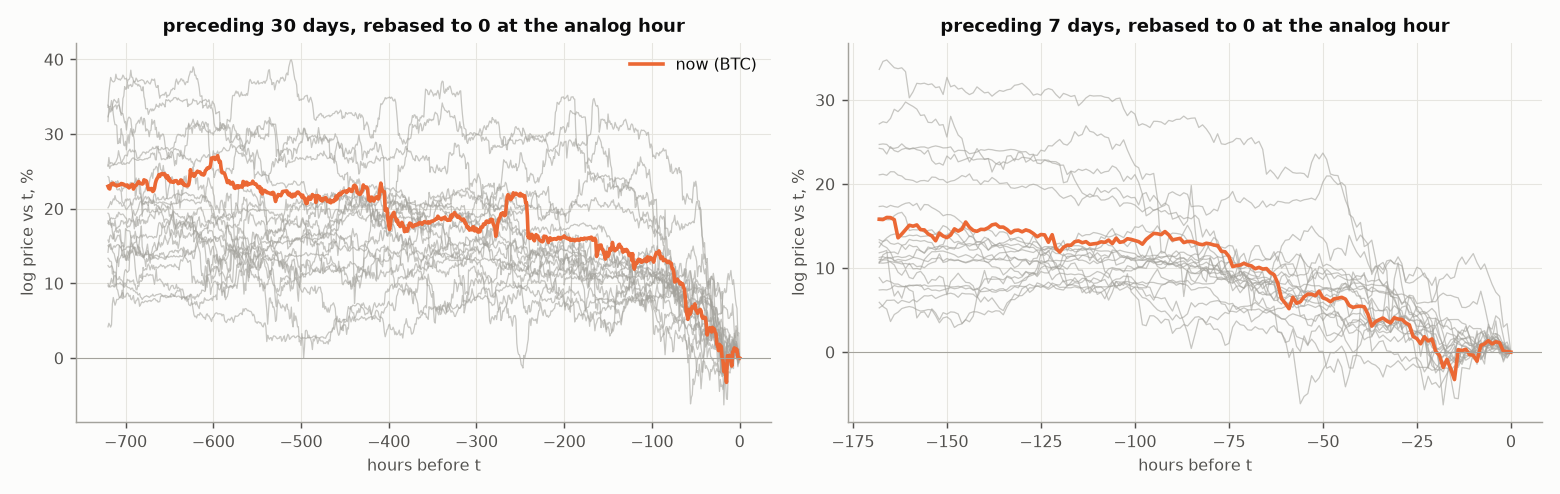 preceding 30 days, rebased to 0 at the analog hour
now (BTC)
log price vs t, %
40
30
20
10
0
−700 −600 −500 −400 −300 −200 −100 0
hours before t
preceding 7 days, rebased to 0 at the analog hour
log price vs t, %
30
20
10
0
−175 −150 −125 −100 −75 −50 −25 0
hours before t